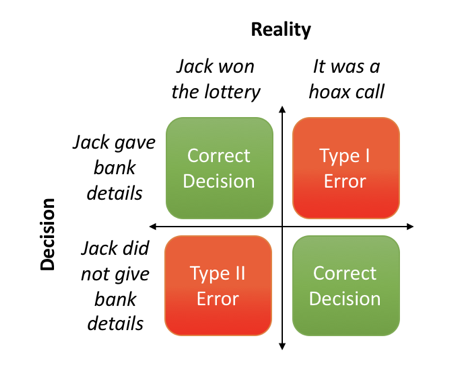 Reality
Jack won
the lottery
It was a
hoax call
Jack gave
bank
details
Correct
Decision
Type I
Error
Decision
Jack did
not give
bank
details
Type II
Error
Correct
Decision